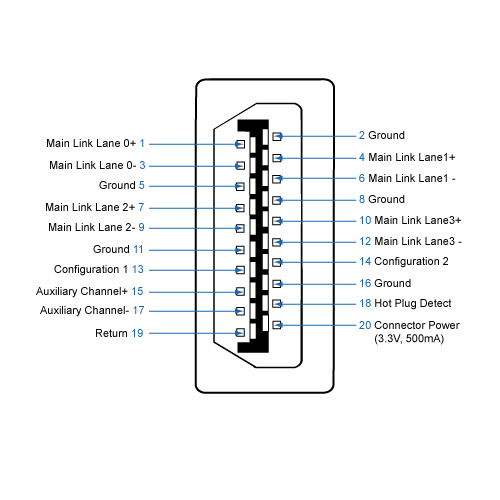 Main Link Lane 0+ 1
2 Ground
Main Link Lane 0- 3
4 Main Link Lane1+
Ground 5
6 Main Link Lane1 -
Main Link Lane 2+ 7
8 Ground
Main Link Lane 2- 9
10 Main Link Lane3+
Ground 11
12 Main Link Lane3 -
Configuration 1 13
14 Configuration 2
Auxiliary Channel+ 15
16 Ground
Auxiliary Channel- 17
18 Hot Plug Detect
Return 19
20 Connector Power
(3.3V, 500mA)